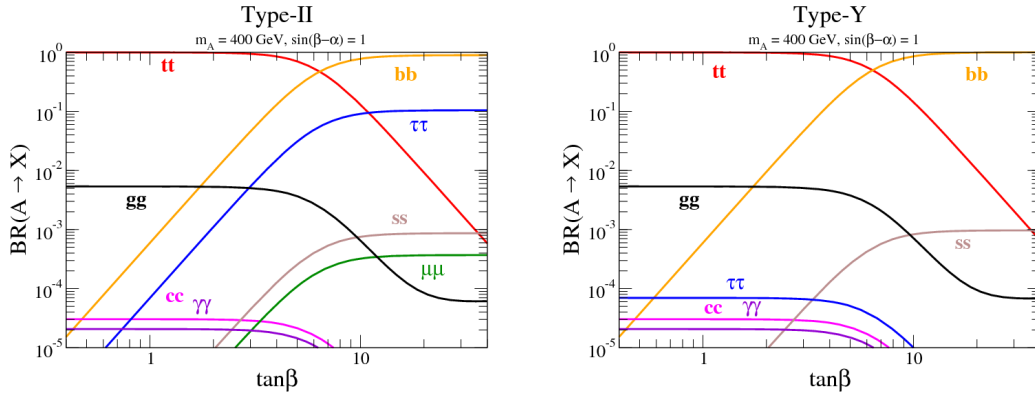 Type-II
m_A = 400 GeV, sin(β−α) = 1
10^0
tt
bb
10^-1
ττ
BR(A → X)
10^-2
gg
10^-3
ss
μμ
10^-4
cc
γγ
10^-5
1
10
tanβ
Type-Y
m_A = 400 GeV, sin(β−α) = 1
10^0
tt
bb
10^-1
BR(A → X)
10^-2
gg
10^-3
ss
10^-4
ττ
cc
γγ
10^-5
1
10
tanβ